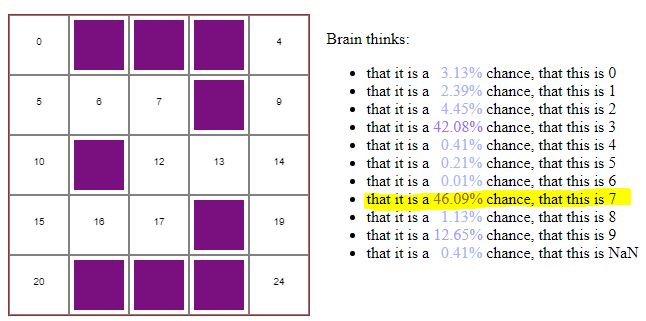 0 4
5 6 7 9
10 12 13 14
15 16 17 19
20 24
Brain thinks:
that it is a 3.13% chance, that this is 0
that it is a 2.39% chance, that this is 1
that it is a 4.45% chance, that this is 2
that it is a 42.08% chance, that this is 3
that it is a 0.41% chance, that this is 4
that it is a 0.21% chance, that this is 5
that it is a 0.01% chance, that this is 6
that it is a 46.09% chance, that this is 7
that it is a 1.13% chance, that this is 8
that it is a 12.65% chance, that this is 9
that it is a 0.41% chance, that this is NaN